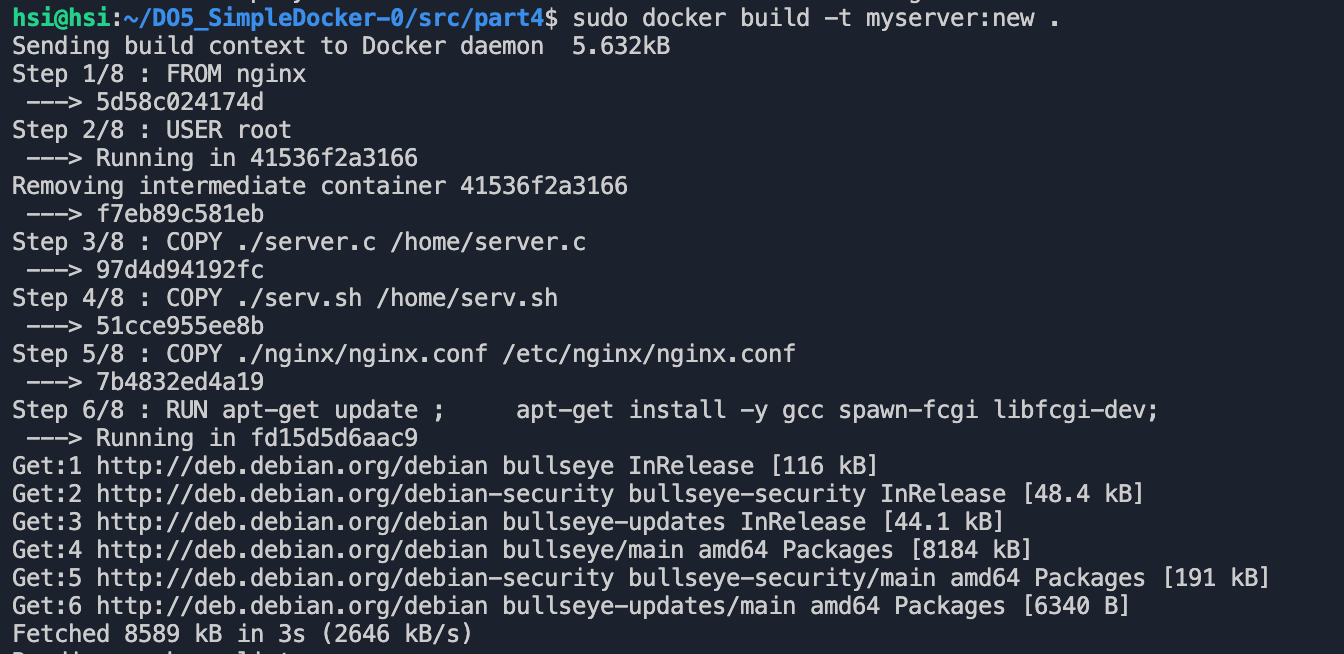 hsi@hsi:~/DO5_SimpleDocker-0/src/part4$ sudo docker build -t myserver:new .
Sending build context to Docker daemon  5.632kB
Step 1/8 : FROM nginx
 ---> 5d58c024174d
Step 2/8 : USER root
 ---> Running in 41536f2a3166
Removing intermediate container 41536f2a3166
 ---> f7eb89c581eb
Step 3/8 : COPY ./server.c /home/server.c
 ---> 97d4d94192fc
Step 4/8 : COPY ./serv.sh /home/serv.sh
 ---> 51cce955ee8b
Step 5/8 : COPY ./nginx/nginx.conf /etc/nginx/nginx.conf
 ---> 7b4832ed4a19
Step 6/8 : RUN apt-get update ;     apt-get install -y gcc spawn-fcgi libfcgi-dev;
 ---> Running in fd15d5d6aac9
Get:1 http://deb.debian.org/debian bullseye InRelease [116 kB]
Get:2 http://deb.debian.org/debian-security bullseye-security InRelease [48.4 kB]
Get:3 http://deb.debian.org/debian bullseye-updates InRelease [44.1 kB]
Get:4 http://deb.debian.org/debian bullseye/main amd64 Packages [8184 kB]
Get:5 http://deb.debian.org/debian-security bullseye-security/main amd64 Packages [191 kB]
Get:6 http://deb.debian.org/debian bullseye-updates/main amd64 Packages [6340 B]
Fetched 8589 kB in 3s (2646 kB/s)